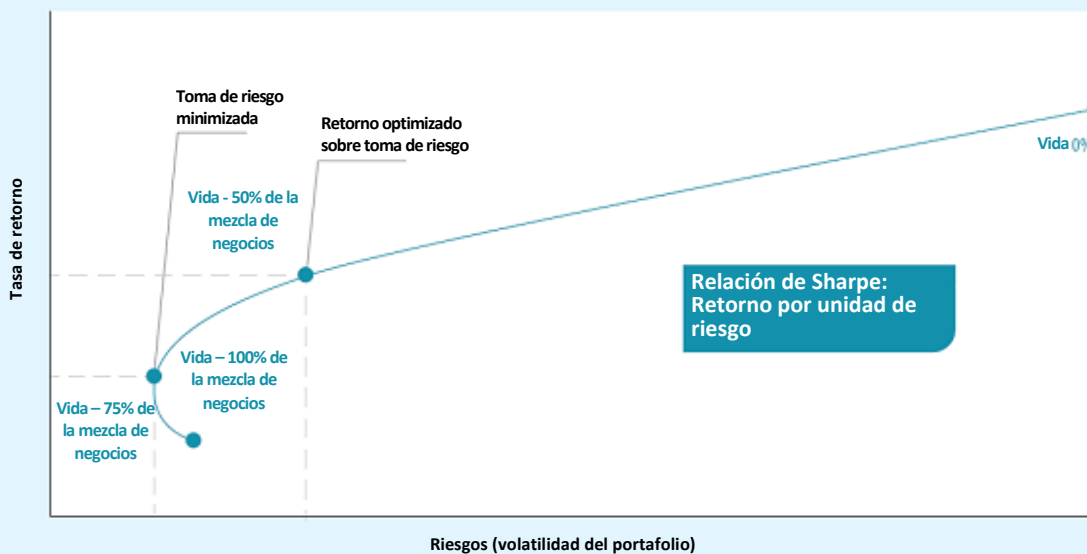 Toma de riesgo
minimizada
Retorno optimizado
sobre toma de riesgo
Vida 0%
Vida - 50% de la
mezcla de
negocios
Tasa de retorno
Relación de Sharpe:
Retorno por unidad de
riesgo
Vida – 100% de
la mezcla de
negocios
Vida – 75% de
la mezcla de
negocios
Riesgos (volatilidad del portafolio)